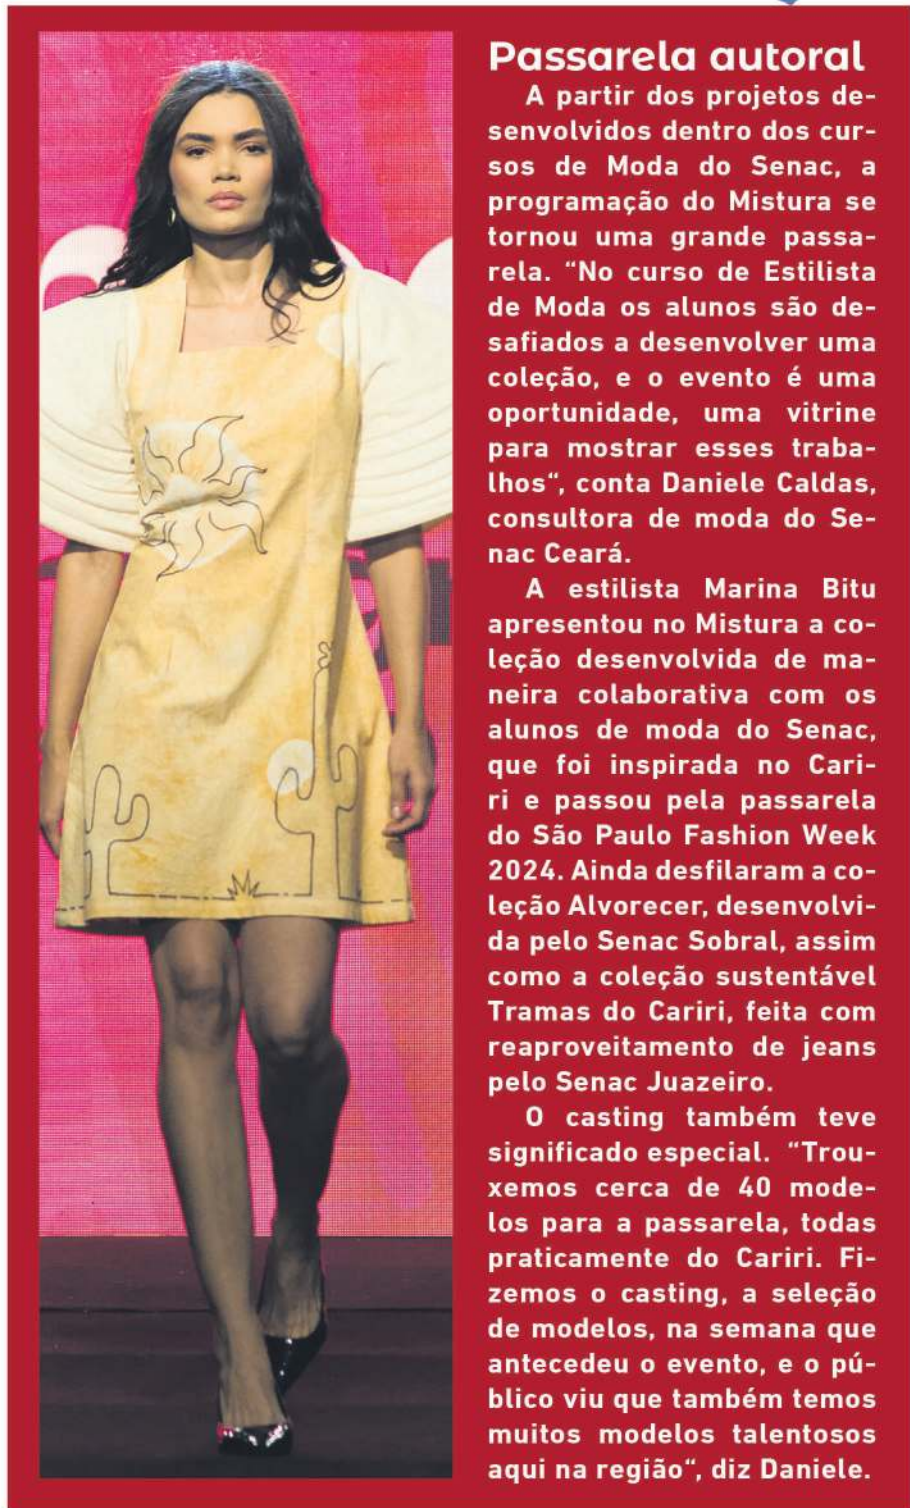 Passarela autoral
A partir dos projetos de-
senvolvidos dentro dos cur-
sos de Moda do Senac, a
programação do Mistura se
tornou uma grande passa-
rela. “No curso de Estilista
de Moda os alunos são de-
safiados a desenvolver uma
coleção, e o evento é uma
oportunidade, uma vitrine
para mostrar esses traba-
lhos“, conta Daniele Caldas,
consultora de moda do Se-
nac Ceará.
A estilista Marina Bitu
apresentou no Mistura a co-
leção desenvolvida de ma-
neira colaborativa com os
alunos de moda do Senac,
que foi inspirada no Cari-
ri e passou pela passarela
do São Paulo Fashion Week
2024. Ainda desfilaram a co-
leção Alvorecer, desenvolvi-
da pelo Senac Sobral, assim
como a coleção sustentável
Tramas do Cariri, feita com
reaproveitamento de jeans
pelo Senac Juazeiro.
O casting também teve
significado especial. “Trou-
xemos cerca de 40 mode-
los para a passarela, todas
praticamente do Cariri. Fi-
zemos o casting, a seleção
de modelos, na semana que
antecedeu o evento, e o pú-
blico viu que também temos
muitos modelos talentosos
aqui na região“, diz Daniele.